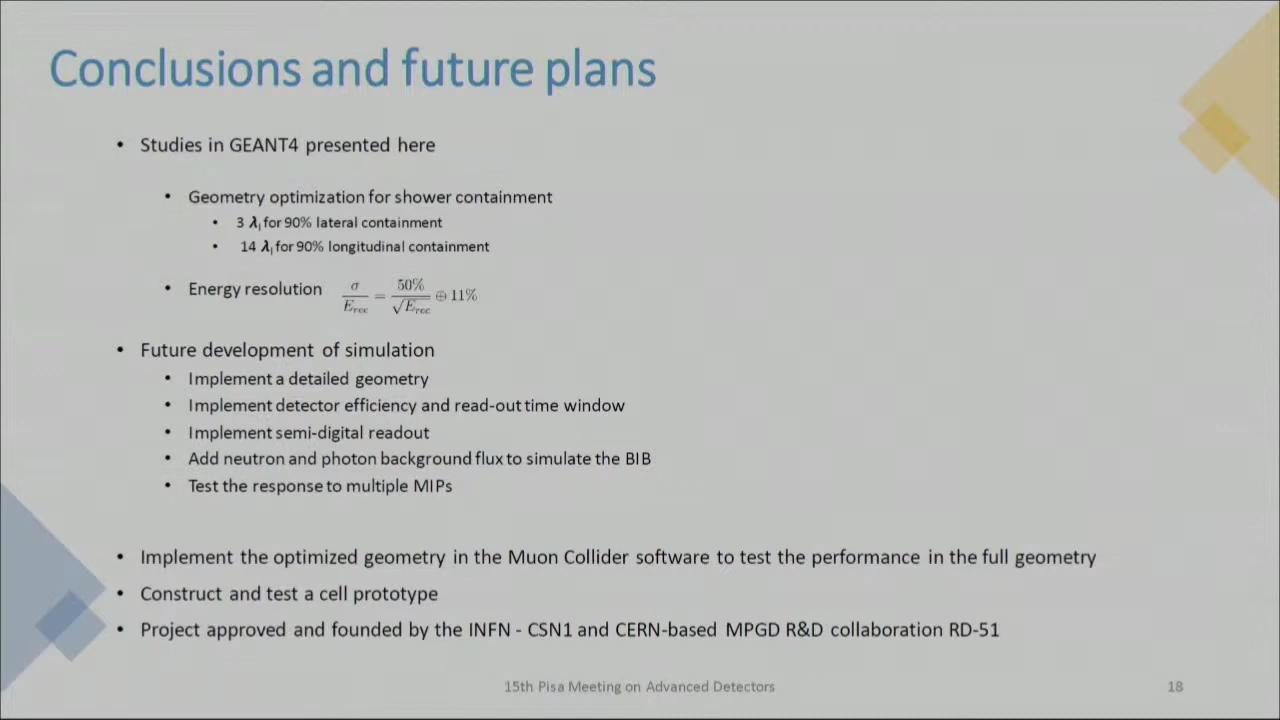 Conclusions and future plans
• Studies in GEANT4 presented here
• Geometry optimization for shower containment
• 3 λI for 90% lateral containment
• 14 λI for 90% longitudinal containment
• Energy resolution σ/E_rec = 50%/√E_rec ⊕ 11%
• Future development of simulation
• Implement a detailed geometry
• Implement detector efficiency and read-out time window
• Implement semi-digital readout
• Add neutron and photon background flux to simulate the BIB
• Test the response to multiple MIPs
• Implement the optimized geometry in the Muon Collider software to test the performance in the full geometry
• Construct and test a cell prototype
• Project approved and founded by the INFN - CSN1 and CERN-based MPGD R&D collaboration RD-51
15th Pisa Meeting on Advanced Detectors
18